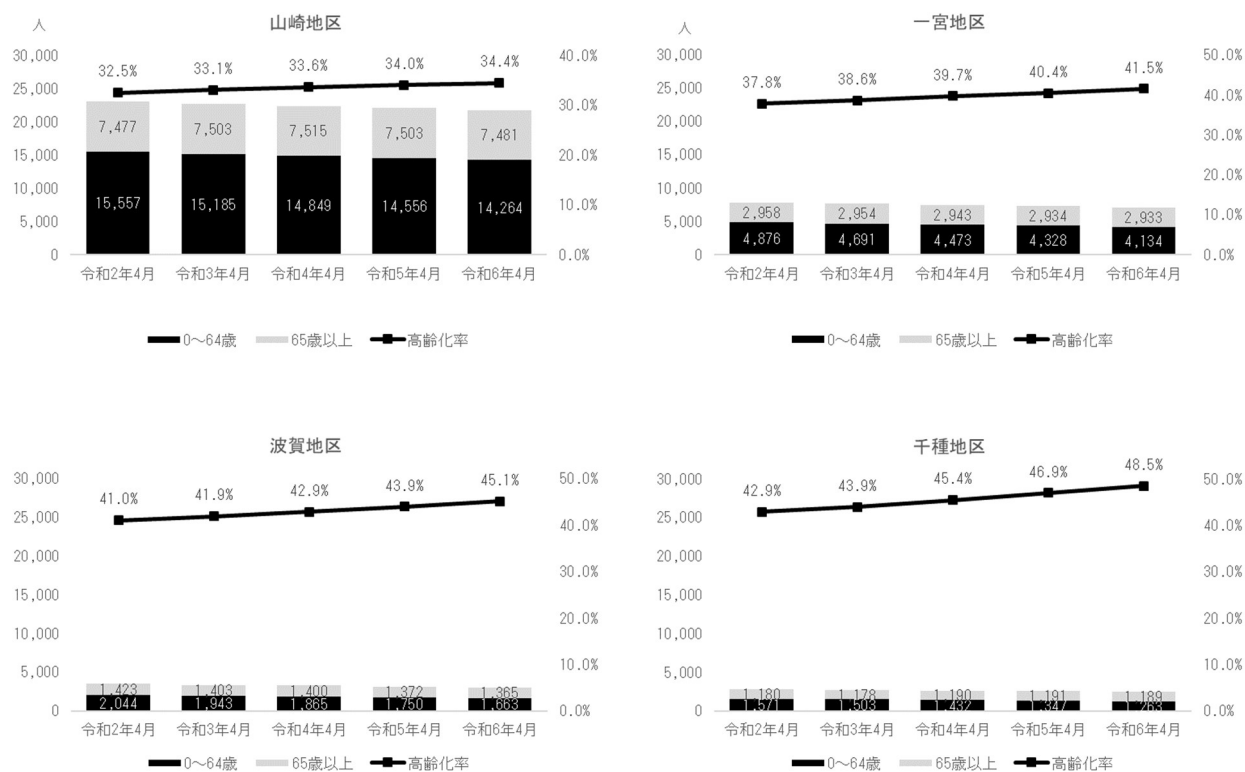 人
山崎地区
30,000
25,000
20,000
15,000
10,000
5,000
0
40.0%
30.0%
20.0%
10.0%
0.0%
32.5% 33.1% 33.6% 34.0% 34.4%
7,477 7,503 7,515 7,503 7,481
15,557 15,185 14,849 14,556 14,264
令和2年4月 令和3年4月 令和4年4月 令和5年4月 令和6年4月
0～64歳 65歳以上 高齢化率
人
一宮地区
30,000
25,000
20,000
15,000
10,000
5,000
0
50.0%
40.0%
30.0%
20.0%
10.0%
0.0%
37.8% 38.6% 39.7% 40.4% 41.5%
2,958 2,954 2,943 2,934 2,933
4,876 4,691 4,473 4,328 4,134
令和2年4月 令和3年4月 令和4年4月 令和5年4月 令和6年4月
0～64歳 65歳以上 高齢化率
波賀地区
30,000
25,000
20,000
15,000
10,000
5,000
0
50.0%
40.0%
30.0%
20.0%
10.0%
0.0%
41.0% 41.9% 42.9% 43.9% 45.1%
1,423 1,403 1,400 1,372 1,365
2,044 1,943 1,865 1,750 1,663
令和2年4月 令和3年4月 令和4年4月 令和5年4月 令和6年4月
0～64歳 65歳以上 高齢化率
千種地区
30,000
25,000
20,000
15,000
10,000
5,000
0
50.0%
40.0%
30.0%
20.0%
10.0%
0.0%
42.9% 43.9% 45.4% 46.9% 48.5%
1,180 1,178 1,190 1,191 1,189
1,571 1,503 1,432 1,347 1,263
令和2年4月 令和3年4月 令和4年4月 令和5年4月 令和6年4月
0～64歳 65歳以上 高齢化率